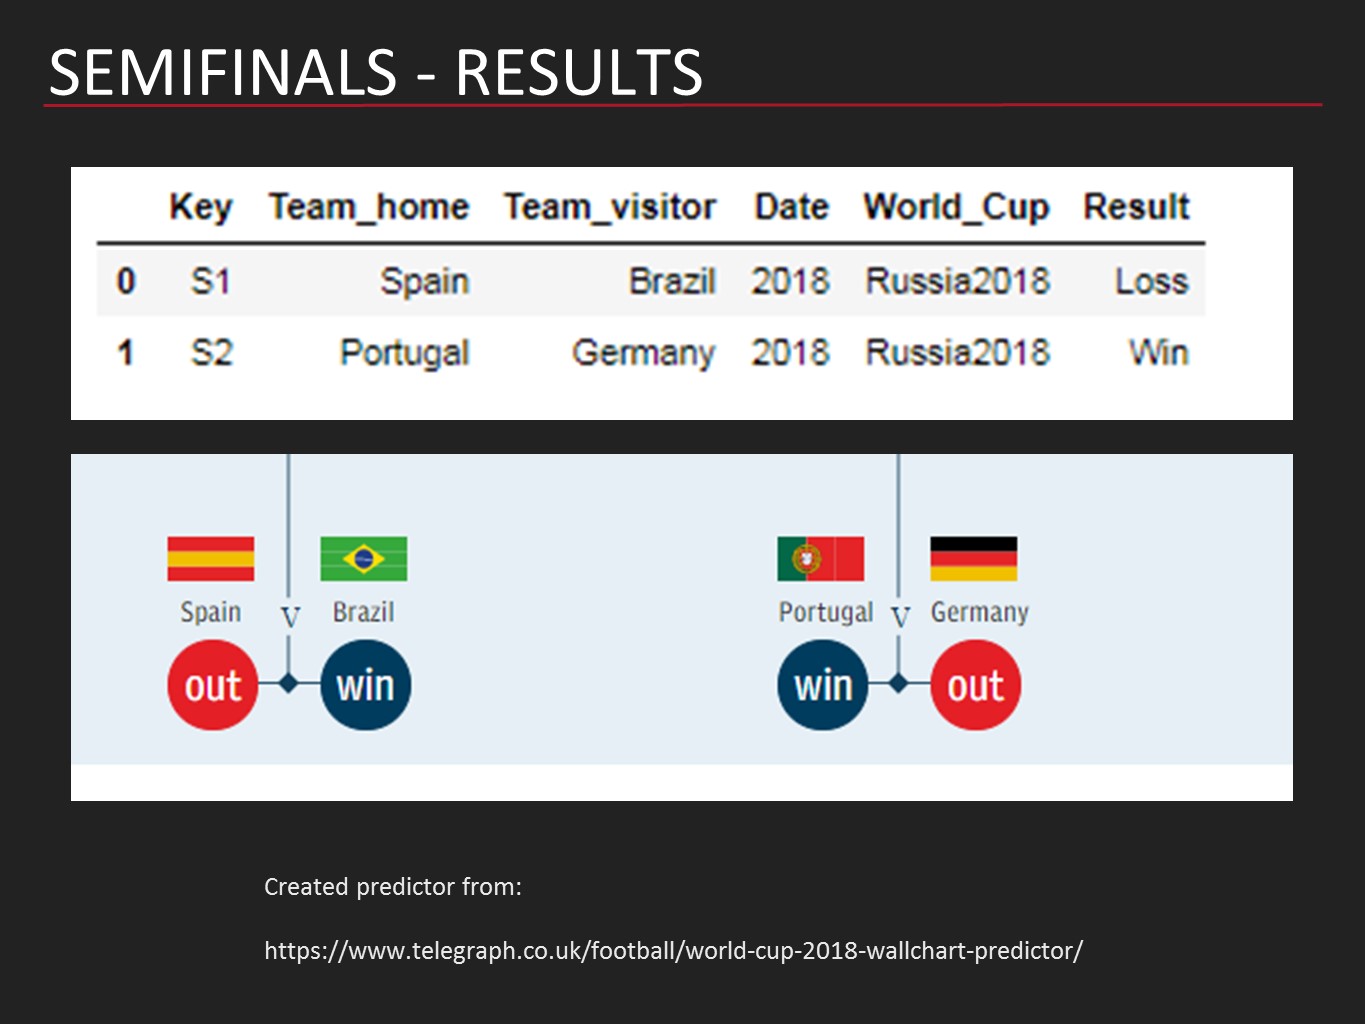 SEMIFINALS - RESULTS
Key Team_home Team_visitor Date World_Cup Result
0 S1 Spain Brazil 2018 Russia2018 Loss
1 S2 Portugal Germany 2018 Russia2018 Win
Spain v Brazil
out win
Portugal v Germany
win out
Created predictor from:
https://www.telegraph.co.uk/football/world-cup-2018-wallchart-predictor/